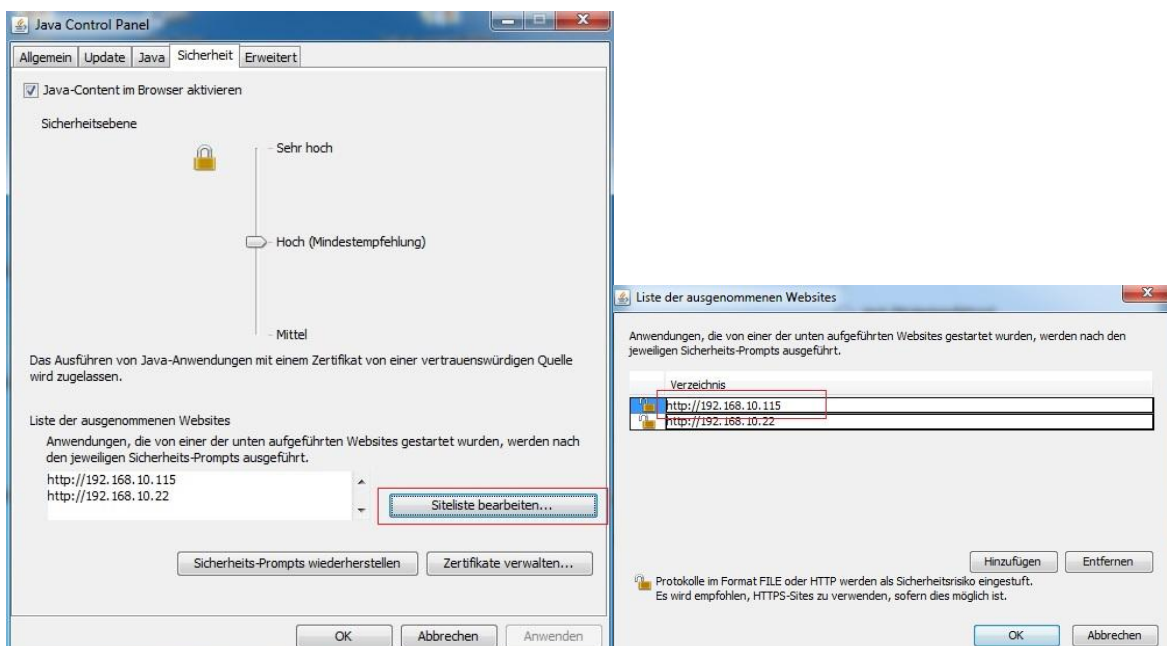 Java Control Panel
Allgemein Update Java Sicherheit Erweitert
Java-Content im Browser aktivieren
Sicherheitsebene
Sehr hoch
Hoch (Mindestempfehlung)
Mittel
Das Ausführen von Java-Anwendungen mit einem Zertifikat von einer vertrauenswürdigen Quelle
wird zugelassen.
Liste der ausgenommenen Websites
Anwendungen, die von einer der unten aufgeführten Websites gestartet wurden, werden nach
den jeweiligen Sicherheits-Prompts ausgeführt.
http://192.168.10.115
http://192.168.10.22
Siteliste bearbeiten...
Sicherheits-Prompts wiederherstellen Zertifikate verwalten...
OK Abbrechen Anwenden
Liste der ausgenommenen Websites
Anwendungen, die von einer der unten aufgeführten Websites gestartet wurden, werden nach den
jeweiligen Sicherheits-Prompts ausgeführt.
Verzeichnis
http://192.168.10.115
http://192.168.10.22
Hinzufügen Entfernen
Protokolle im Format FILE oder HTTP werden als Sicherheitsrisiko eingestuft.
Es wird empfohlen, HTTPS-Sites zu verwenden, sofern dies möglich ist.
OK Abbrechen